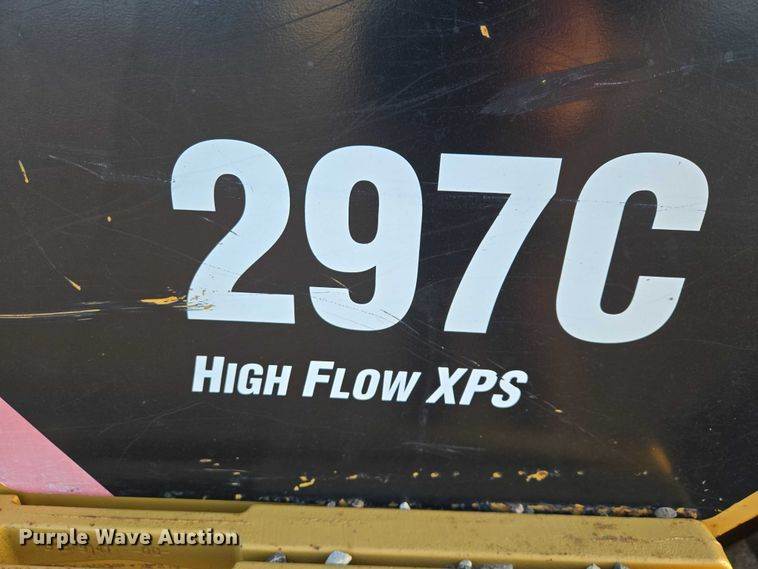 297C
HIGH FLOW XPS
Purple Wave Auction